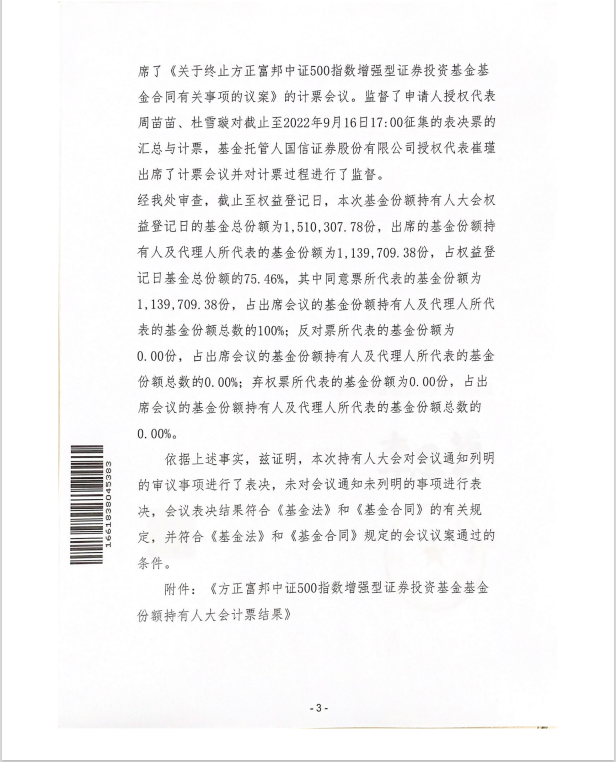 席了《关于终止方正富邦中证500指数增强型证券投资基金基
金合同有关事项的议案》的计票会议。监督了申请人授权代表
周苗苗、杜雪璇对截止至2022年9月16日17:00征集的表决票的
汇总与计票，基金托管人国信证券股份有限公司授权代表崔瑾
出席了计票会议并对计票过程进行了监督。
经我处审查，截止至权益登记日，本次基金份额持有人大会权
益登记日的基金总份额为1,510,307.78份，出席的基金份额持
有人及代理人所代表的基金份额为1,139,709.38份，占权益登
记日基金总份额的75.46%，其中同意票所代表的基金份额为
1,139,709.38份，占出席会议的基金份额持有人及代理人所代
表的基金份额总数的100%；反对票所代表的基金份额为
0.00份，占出席会议的基金份额持有人及代理人所代表的基金
份额总数的0.00%；弃权票所代表的基金份额为0.00份，占出
席会议的基金份额持有人及代理人所代表的基金份额总数的
0.00%。
依据上述事实，兹证明，本次持有人大会对会议通知列明
的审议事项进行了表决，未对会议通知未列明的事项进行表
决，会议表决结果符合《基金法》和《基金合同》的有关规
定，并符合《基金法》和《基金合同》规定的会议议案通过的
条件。
附件：《方正富邦中证500指数增强型证券投资基金基金
份额持有人大会计票结果》
1661838045383
-3-